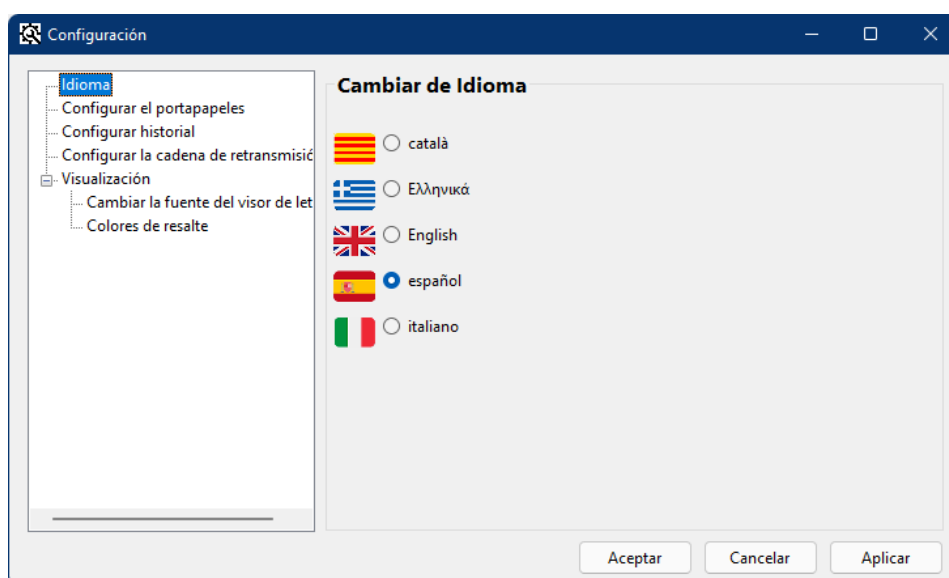 Configuración
Idioma
Configurar el portapapeles
Configurar historial
Configurar la cadena de retransmisió
Visualización
Cambiar la fuente del visor de let
Colores de resalte
Cambiar de Idioma
català
Ελληνικά
English
español
italiano
Aceptar
Cancelar
Aplicar